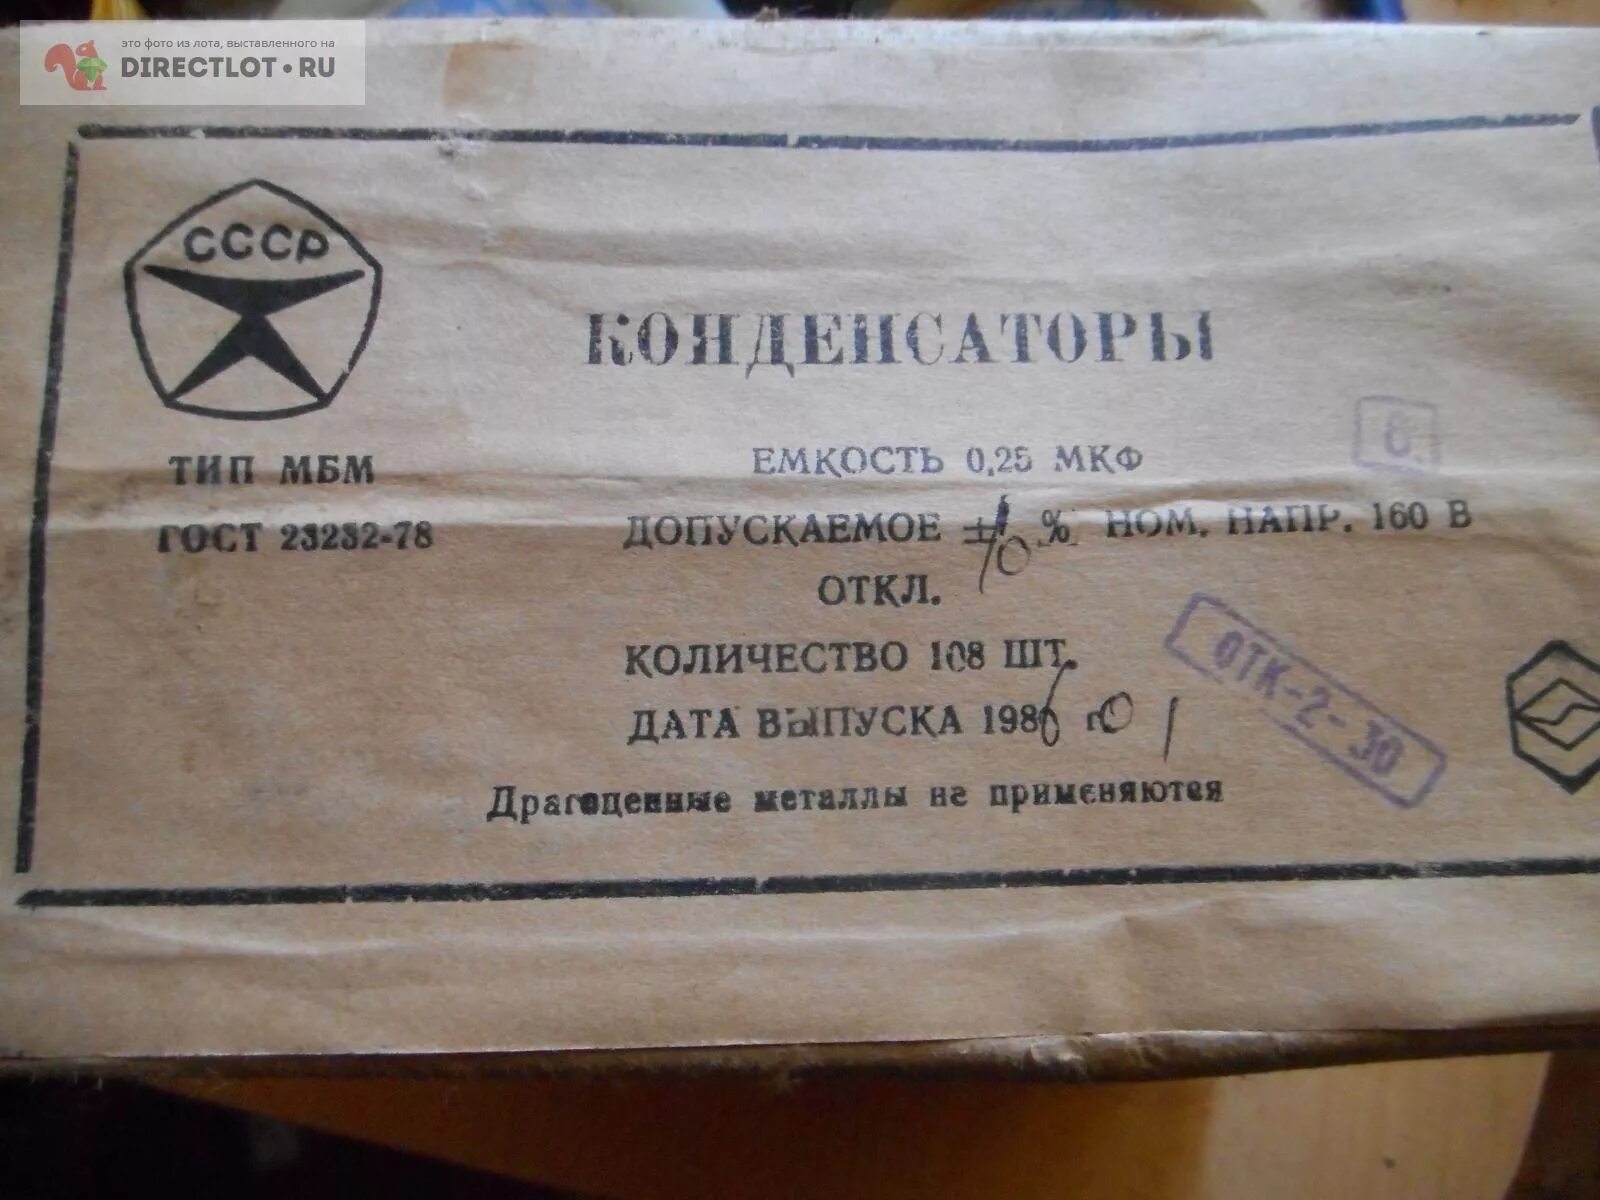 это фото из лота, выставленного на
DIRECTLOT•RU
СССР
КОНДЕНСАТОРЫ
ТИП МБМ
ЕМКОСТЬ 0,25 МКФ
6.
ГОСТ 23232-78
ДОПУСКАЕМОЕ ±10 % НОМ. НАПР. 160 В
ОТКЛ.
КОЛИЧЕСТВО 108 ШТ.
ДАТА ВЫПУСКА 1986 г 01
ОТК-2-30
Драгоценные металлы не применяются